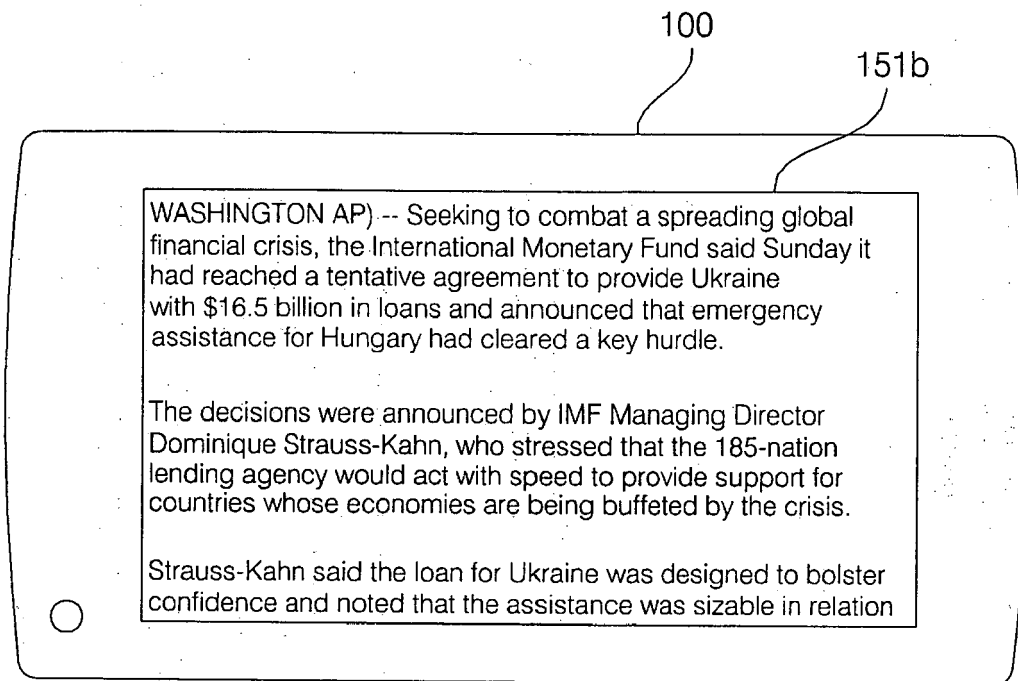 100
151b
WASHINGTON AP) -- Seeking to combat a spreading global
financial crisis, the International Monetary Fund said Sunday it
had reached a tentative agreement to provide Ukraine
with $16.5 billion in loans and announced that emergency
assistance for Hungary had cleared a key hurdle.
The decisions were announced by IMF Managing Director
Dominique Strauss-Kahn, who stressed that the 185-nation
lending agency would act with speed to provide support for
countries whose economies are being buffeted by the crisis.
Strauss-Kahn said the loan for Ukraine was designed to bolster
confidence and noted that the assistance was sizable in relation